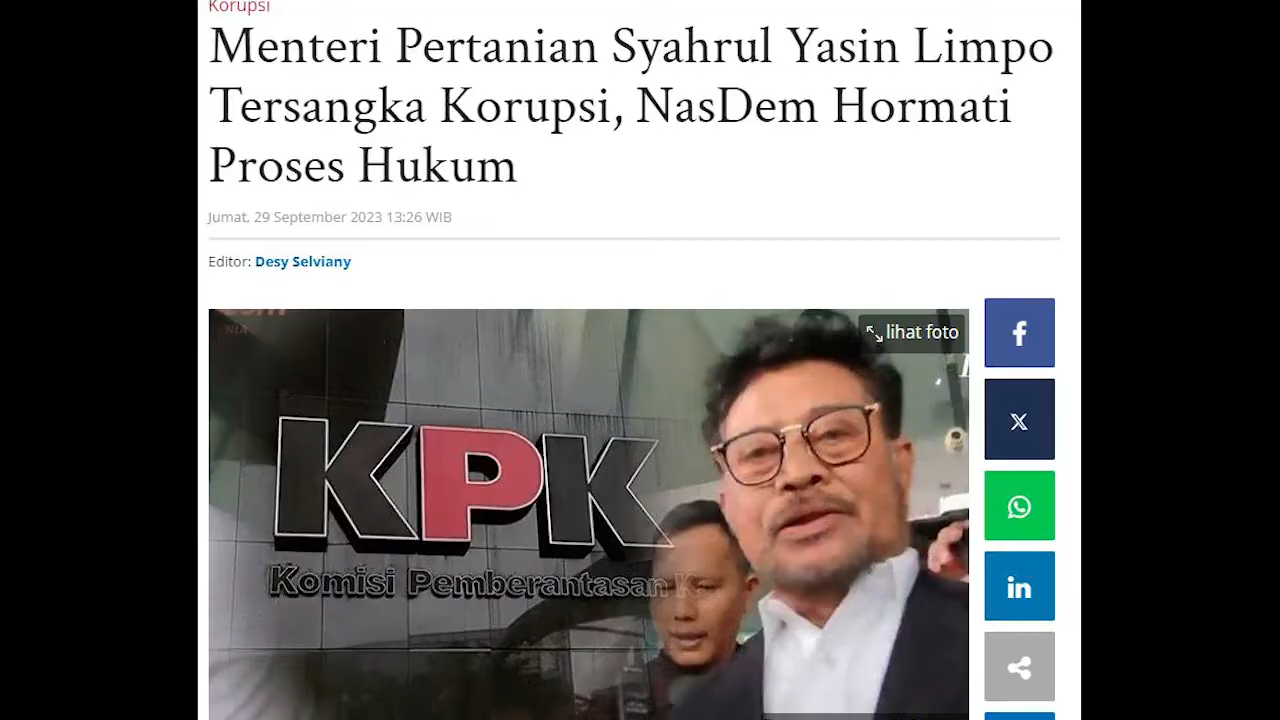 Korupsi
Menteri Pertanian Syahrul Yasin Limpo
Tersangka Korupsi, NasDem Hormati
Proses Hukum
Jumat, 29 September 2023 13:26 WIB
Editor: Desy Selviany
lihat foto
KPK
Komisi Pemberantasan K